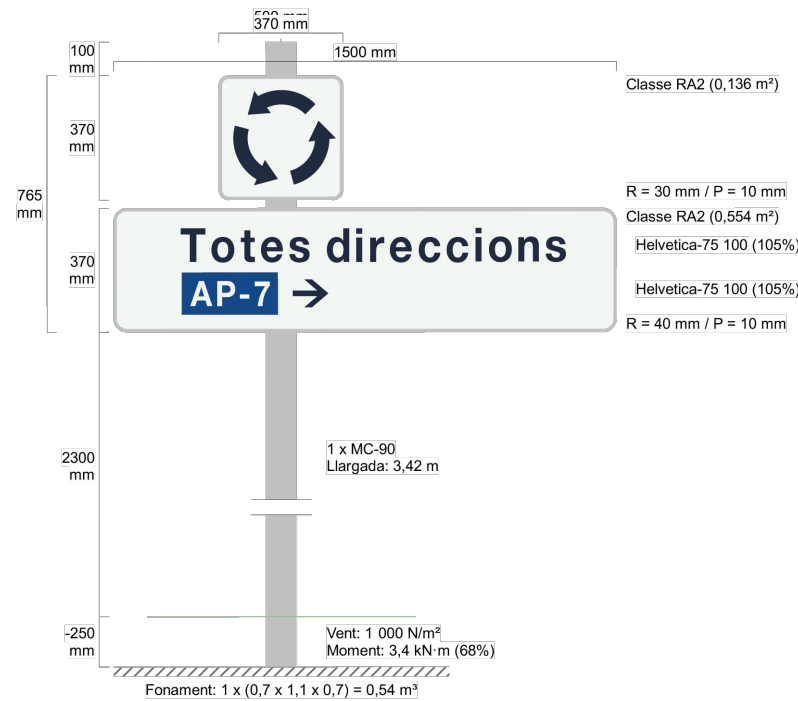 370 mm
100
mm
1500 mm
Classe RA2 (0,136 m²)
370
mm
765
mm
R = 30 mm / P = 10 mm
Classe RA2 (0,554 m²)
Totes direccions
Helvetica-75 100 (105%)
370
mm
AP-7
Helvetica-75 100 (105%)
R = 40 mm / P = 10 mm
2300
mm
1 x MC-90
Llargada: 3,42 m
-250
mm
Vent: 1 000 N/m²
Moment: 3,4 kN·m (68%)
Fonament: 1 x (0,7 x 1,1 x 0,7) = 0,54 m³